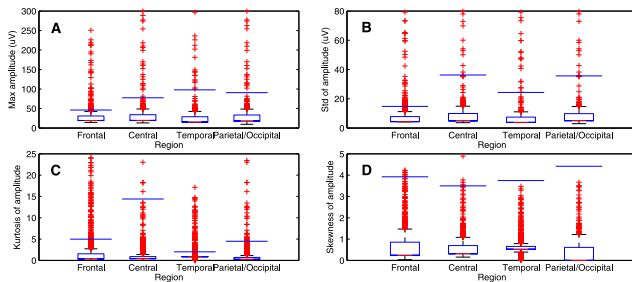 A
Max amplitude (uV)
300
250
200
150
100
50
0
Frontal Central Temporal Parietal/Occipital
Region
B
Std of amplitude (uV)
80
60
40
20
0
Frontal Central Temporal Parietal/Occipital
Region
C
Kurtosis of amplitude
25
20
15
10
5
0
Frontal Central Temporal Parietal/Occipital
Region
D
Skewness of amplitude
5
4
3
2
1
0
Frontal Central Temporal Parietal/Occipital
Region